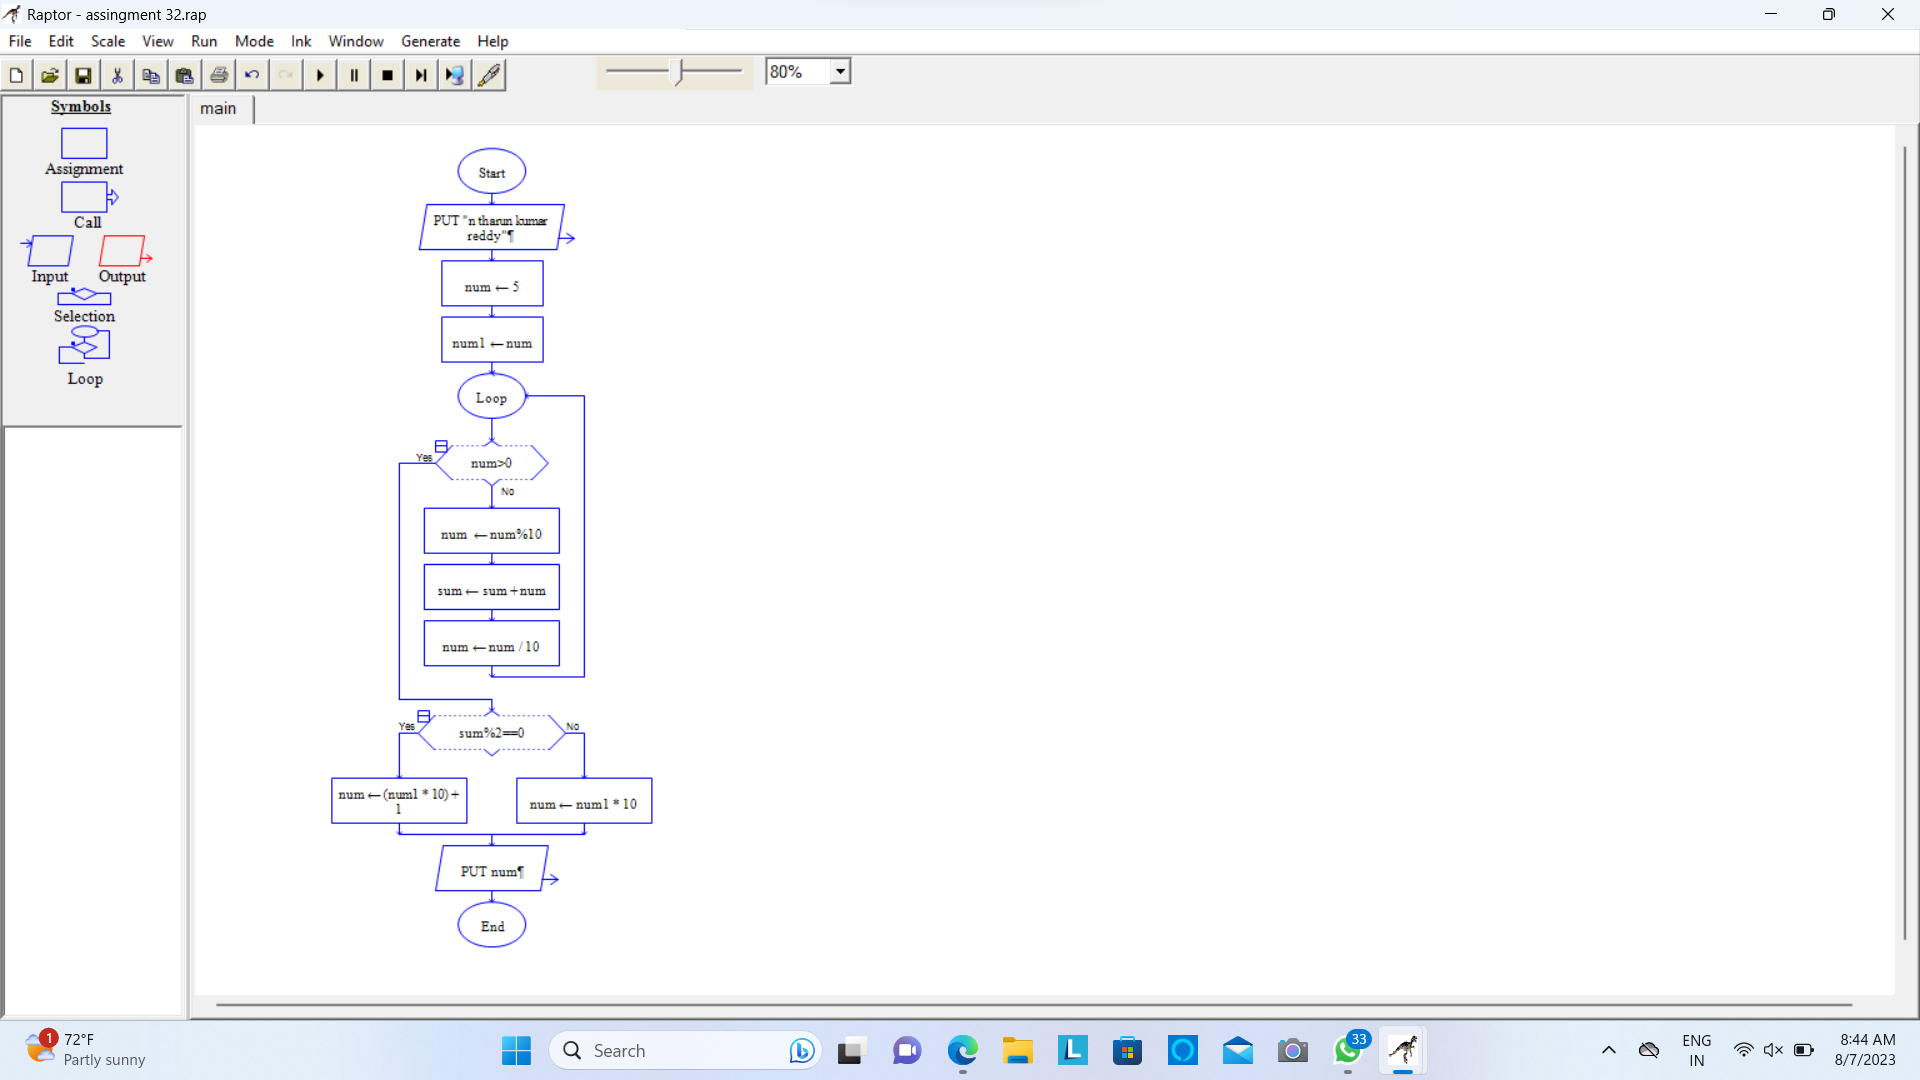 Raptor - assingment 32.rap
File Edit Scale View Run Mode Ink Window Generate Help
80%
Symbols
Assignment
Call
Input Output
Selection
Loop
main
Start
PUT "n tharun kumar
reddy"¶
num ← 5
num1 ← num
Loop
Yes
num>0
No
num ← num%10
sum ← sum+num
num ← num / 10
Yes
sum%2==0
No
num ← (num1 * 10) +
1
num ← num1 * 10
PUT num¶
End
1
72°F
Partly sunny
Search
L
33
ENG
IN
8:44 AM
8/7/2023